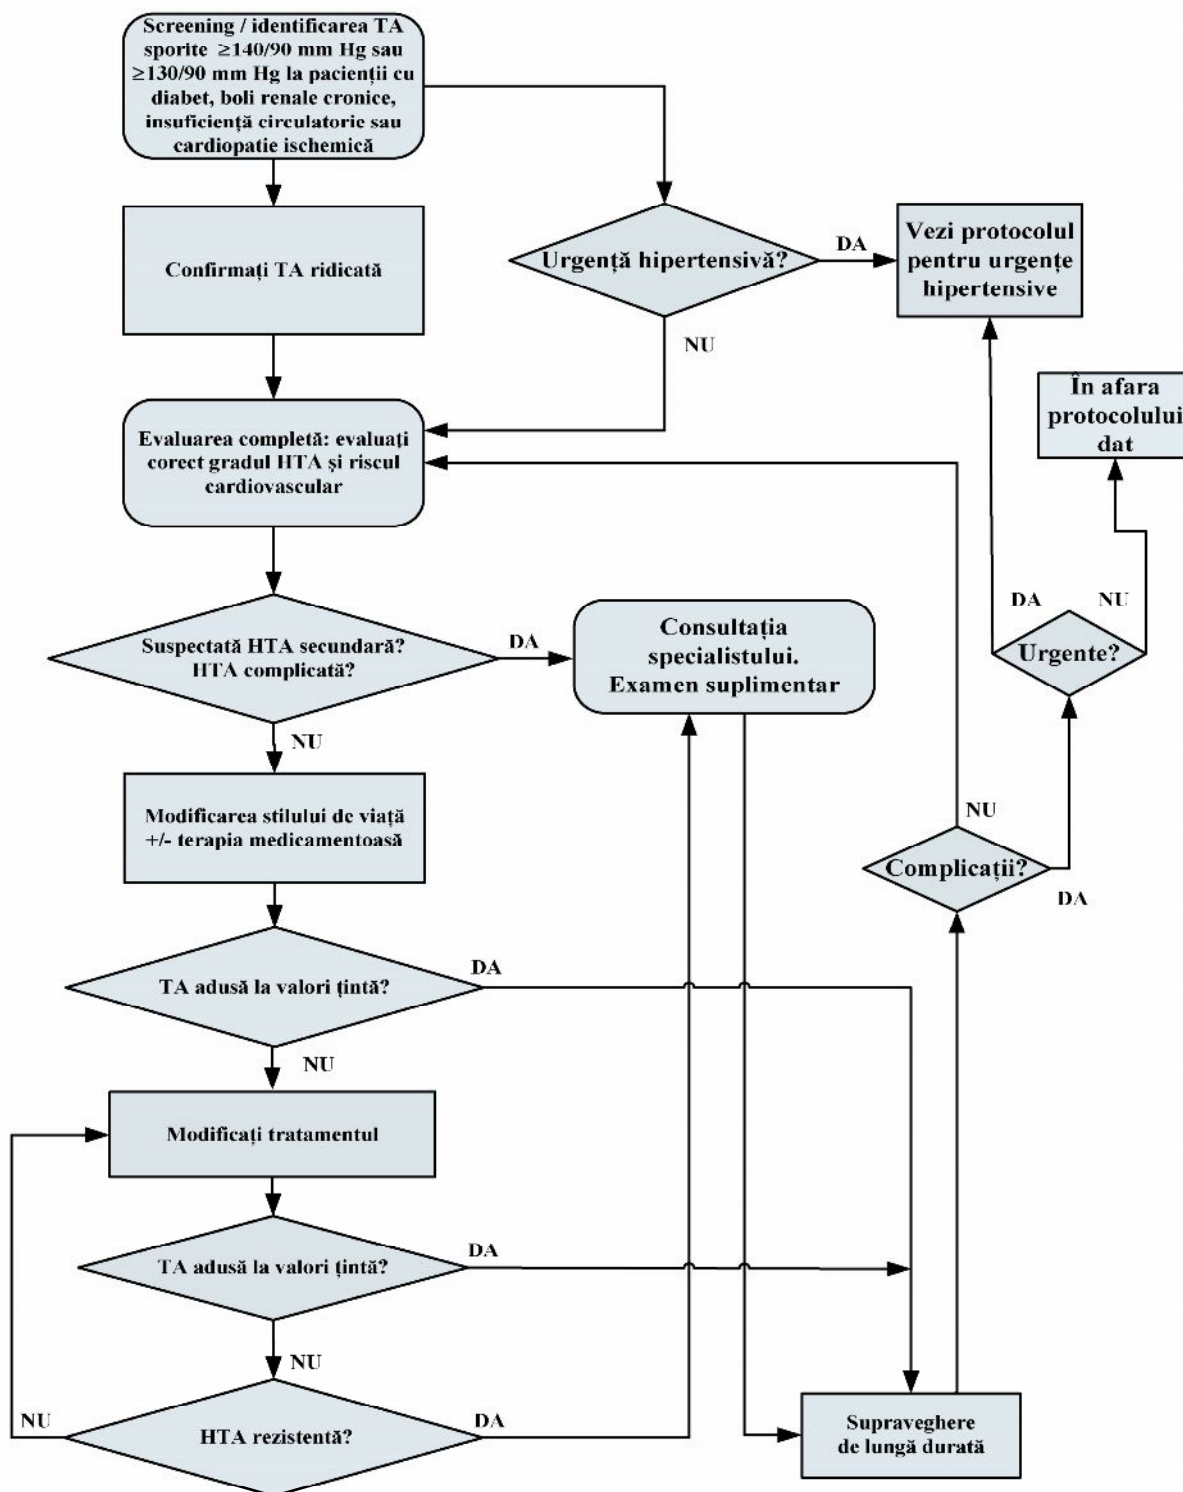 Screening / identificarea TA
sporite ≥140/90 mm Hg sau
≥130/90 mm Hg la pacienții cu
diabet, boli renale cronice,
insuficiență circulatorie sau
cardiopatie ischemică
Confirmați TA ridicată
Urgență hipertensivă?
DA
Vezi protocolul
pentru urgențe
hipertensive
NU
În afara
protocolului
dat
Evaluarea completă: evaluați
corect gradul HTA și riscul
cardiovascular
DA
NU
Urgente?
Suspectată HTA secundară?
HTA complicată?
DA
Consultația
specialistului.
Examen suplimentar
NU
Modificarea stilului de viață
+/- terapia medicamentoasă
NU
Complicații?
DA
TA adusă la valori țintă?
DA
NU
Modificați tratamentul
TA adusă la valori țintă?
DA
NU
NU
HTA rezistentă?
DA
Supraveghere
de lungă durată